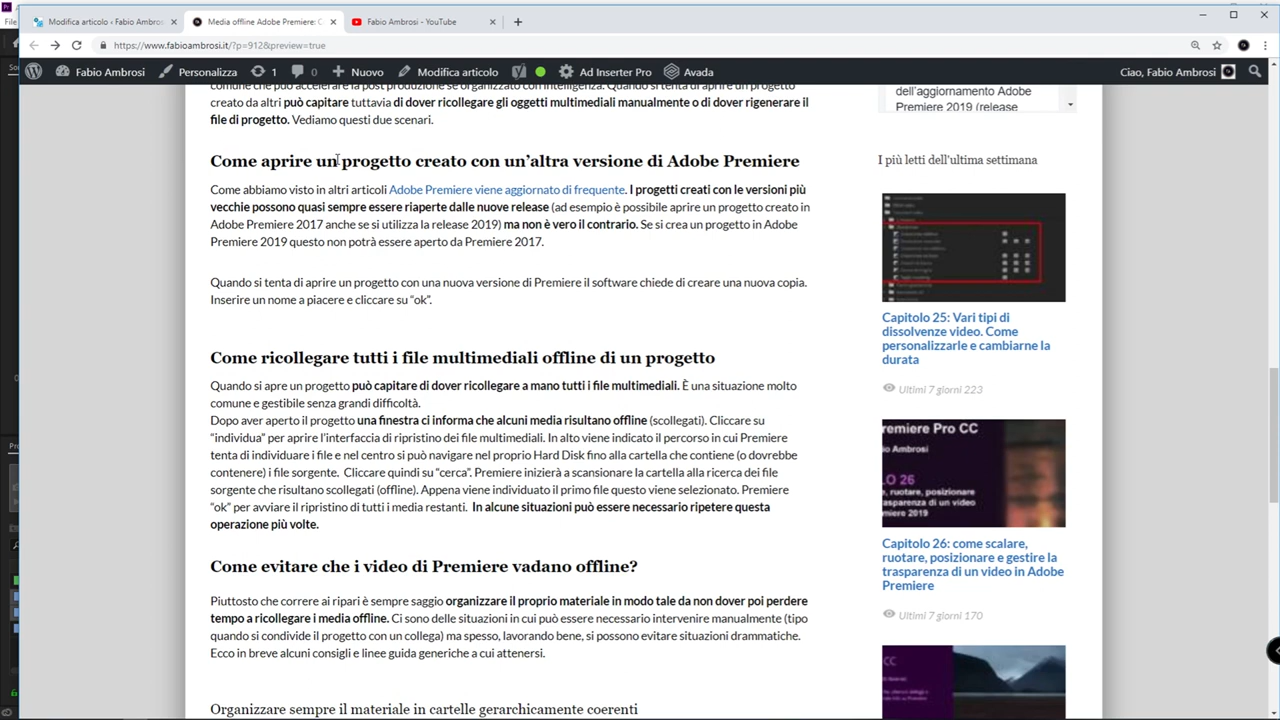 Modifica articolo ‹ Fabio Ambros
Media offline Adobe Premiere: C
Fabio Ambrosi - YouTube
https://www.fabioambrosi.it/?p=912&preview=true
Fabio Ambrosi
Personalizza
1
0
Nuovo
Modifica articolo
Ad Inserter Pro
Avada
Ciao, Fabio Ambrosi
comune che può accelerare la post produzione se organizzato con intelligenza. Quando si tenta di aprire un progetto
creato da altri può capitare tuttavia di dover ricollegare gli oggetti multimediali manualmente o di dover rigenerare il
file di progetto. Vediamo questi due scenari.
Come aprire un progetto creato con un'altra versione di Adobe Premiere
Come abbiamo visto in altri articoli Adobe Premiere viene aggiornato di frequente. I progetti creati con le versioni più
vecchie possono quasi sempre essere riaperte dalle nuove release (ad esempio è possibile aprire un progetto creato in
Adobe Premiere 2017 anche se si utilizza la release 2019) ma non è vero il contrario. Se si crea un progetto in Adobe
Premiere 2019 questo non potrà essere aperto da Premiere 2017.
Quando si tenta di aprire un progetto con una nuova versione di Premiere il software chiede di creare una nuova copia.
Inserire un nome a piacere e cliccare su "ok".
Come ricollegare tutti i file multimediali offline di un progetto
Quando si apre un progetto può capitare di dover ricollegare a mano tutti i file multimediali. È una situazione molto
comune e gestibile senza grandi difficoltà.
Dopo aver aperto il progetto una finestra ci informa che alcuni media risultano offline (scollegati). Cliccare su
"individua" per aprire l'interfaccia di ripristino dei file multimediali. In alto viene indicato il percorso in cui Premiere
cerca di individuare i file e nel centro si può navigare nel proprio Hard Disk fino alla cartella che contiene (o dovrebbe
contenere) i file sorgente. Cliccare quindi su "cerca". Premiere inizierà a scansionare la cartella alla ricerca dei file
sorgente che risultano scollegati (offline). Appena viene individuato il primo file questo viene selezionato. Premiere
"ok" per avviare il ripristino di tutti i media restanti. In alcune situazioni può essere necessario ripetere questa
operazione più volte.
Come evitare che i video di Premiere vadano offline?
Piuttosto che correre ai ripari è sempre saggio organizzare il proprio materiale in modo tale da non dover poi perdere
tempo a ricollegare i media offline. Ci sono delle situazioni in cui può essere necessario intervenire manualmente (tipo
quando si condivide il progetto con un collega) ma spesso, lavorando bene, si possono evitare situazioni drammatiche.
Ecco in breve alcuni consigli e linee guida generiche a cui attenersi.
Organizzare sempre il materiale in cartelle gerarchicamente coerenti
dell'aggiornamento Adobe
Premiere 2019 (release
I più letti dell'ultima settimana
Capitolo 25: Vari tipi di
dissolvenze video. Come
personalizzarle e cambiarne la
durata
Ultimi 7 giorni 223
remiere Pro CC
io Ambrosi
LO 26
e, ruotare, posizionare e
asparenza di un video in
miere 2019
Capitolo 26: come scalare,
ruotare, posizionare e gestire la
trasparenza di un video in Adobe
Premiere
Ultimi 7 giorni 170
CC